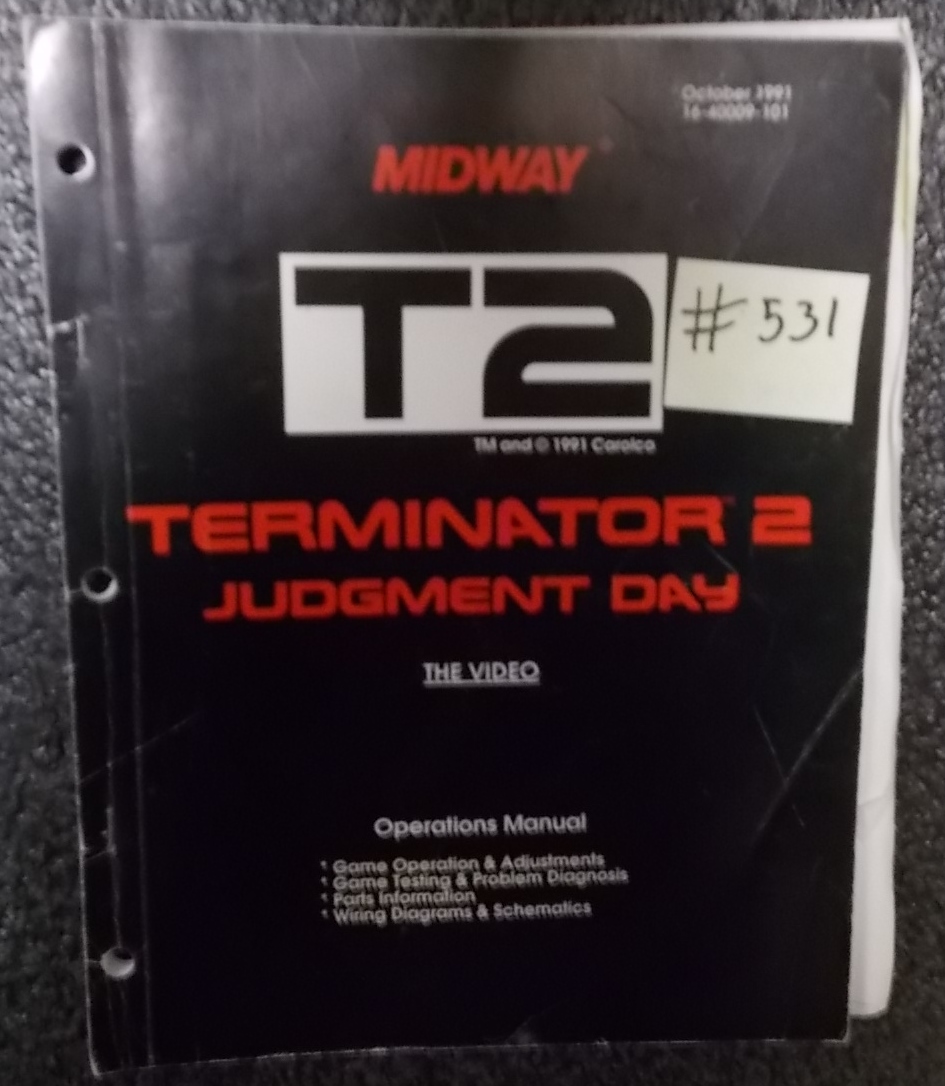 October 1991
16-40009-101
MIDWAY
T2
#531
TM and © 1991 Carolco
TERMINATOR™ 2
JUDGMENT DAY
THE VIDEO
Operations Manual
* Game Operation & Adjustments
* Game Testing & Problem Diagnosis
* Parts Information
* Wiring Diagrams & Schematics